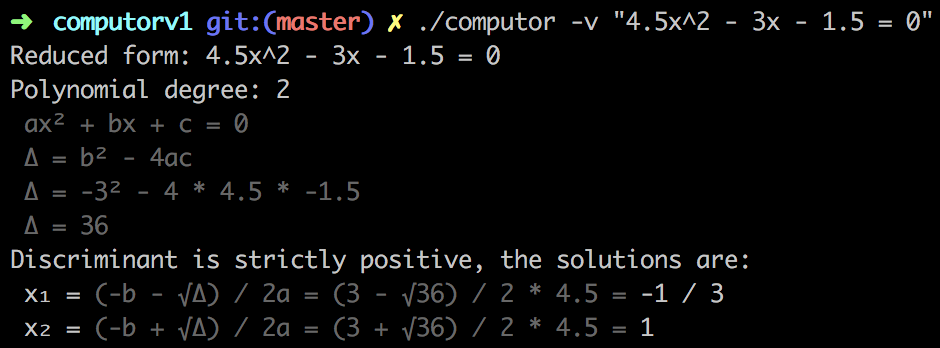 ➜ computorv1 git:(master) ✗ ./computor -v "4.5x^2 - 3x - 1.5 = 0"
Reduced form: 4.5x^2 - 3x - 1.5 = 0
Polynomial degree: 2
ax² + bx + c = 0
Δ = b² - 4ac
Δ = -3² - 4 * 4.5 * -1.5
Δ = 36
Discriminant is strictly positive, the solutions are:
x₁ = (-b - √Δ) / 2a = (3 - √36) / 2 * 4.5 = -1 / 3
x₂ = (-b + √Δ) / 2a = (3 + √36) / 2 * 4.5 = 1